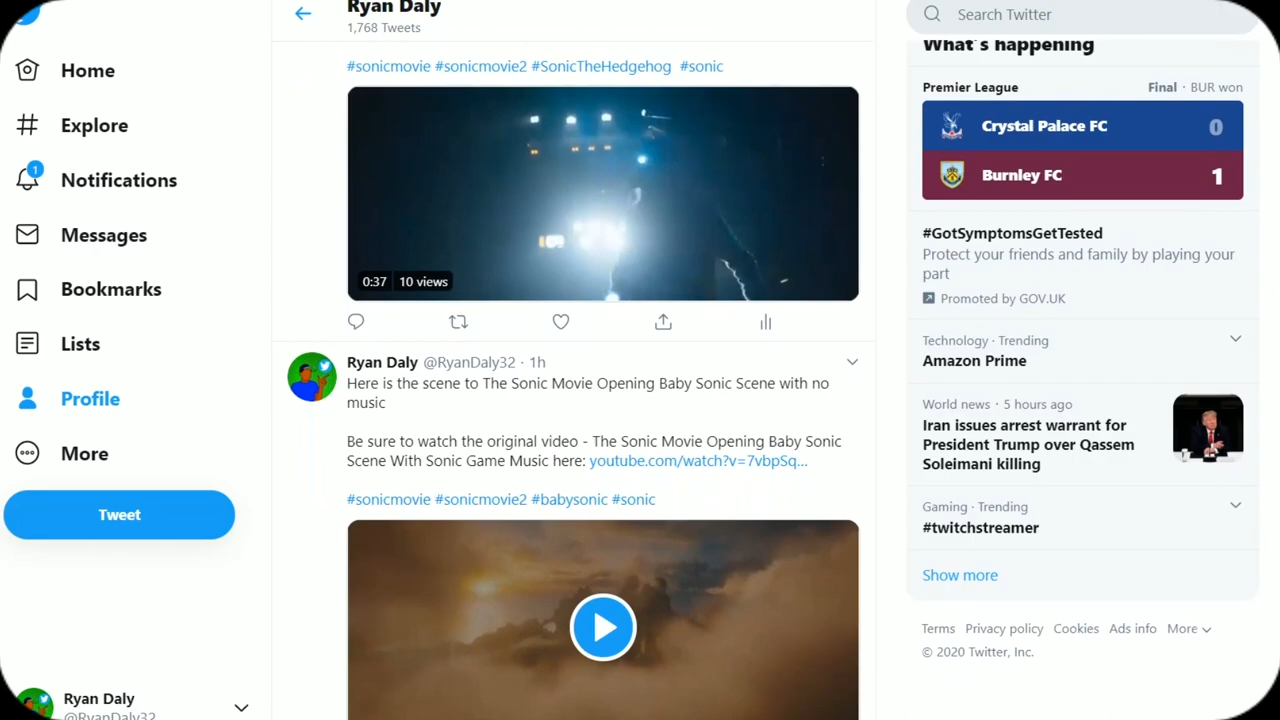 Home
Explore
1
Notifications
Messages
Bookmarks
Lists
Profile
More
Tweet
Ryan Daly
@RyanDaly32
Ryan Daly
1,768 Tweets
#sonicmovie #sonicmovie2 #SonicTheHedgehog #sonic
0:37 10 views
Ryan Daly @RyanDaly32 · 1h
Here is the scene to The Sonic Movie Opening Baby Sonic Scene with no
music
Be sure to watch the original video - The Sonic Movie Opening Baby Sonic
Scene With Sonic Game Music here: youtube.com/watch?v=7vbpSq...
#sonicmovie #sonicmovie2 #babysonic #sonic
Search Twitter
What's happening
Premier League Final · BUR won
Crystal Palace FC 0
Burnley FC 1
#GotSymptomsGetTested
Protect your friends and family by playing your
part
Promoted by GOV.UK
Technology · Trending
Amazon Prime
World news · 5 hours ago
Iran issues arrest warrant for
President Trump over Qassem
Soleimani killing
Gaming · Trending
#twitchstreamer
Show more
Terms Privacy policy Cookies Ads info More
© 2020 Twitter, Inc.